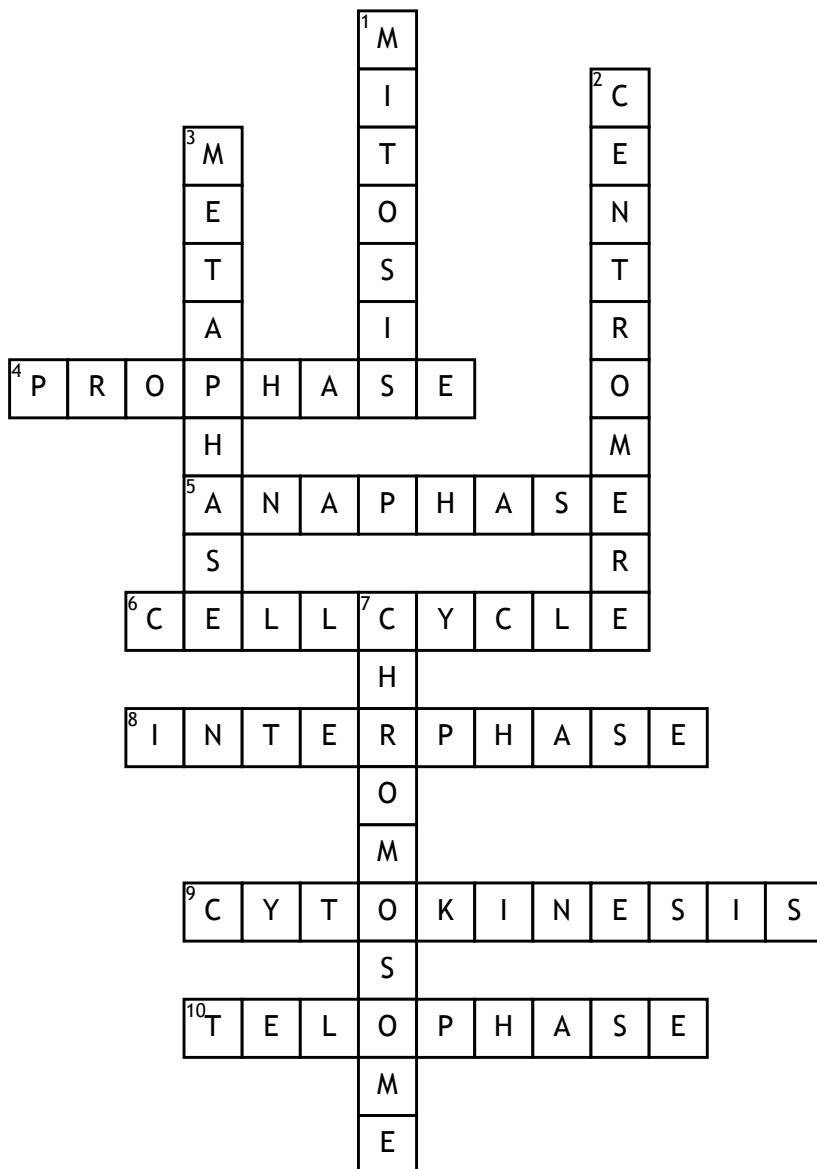 1 M
I 2 C
3 M T E
E O N
T S T
A I R
4 P R O P H A S E O
H M
5 A N A P H A S E
S R
6 C E L L 7 C Y C L E
H
8 I N T E R P H A S E
O
M
9 C Y T O K I N E S I S
S
10 T E L O P H A S E
M
E